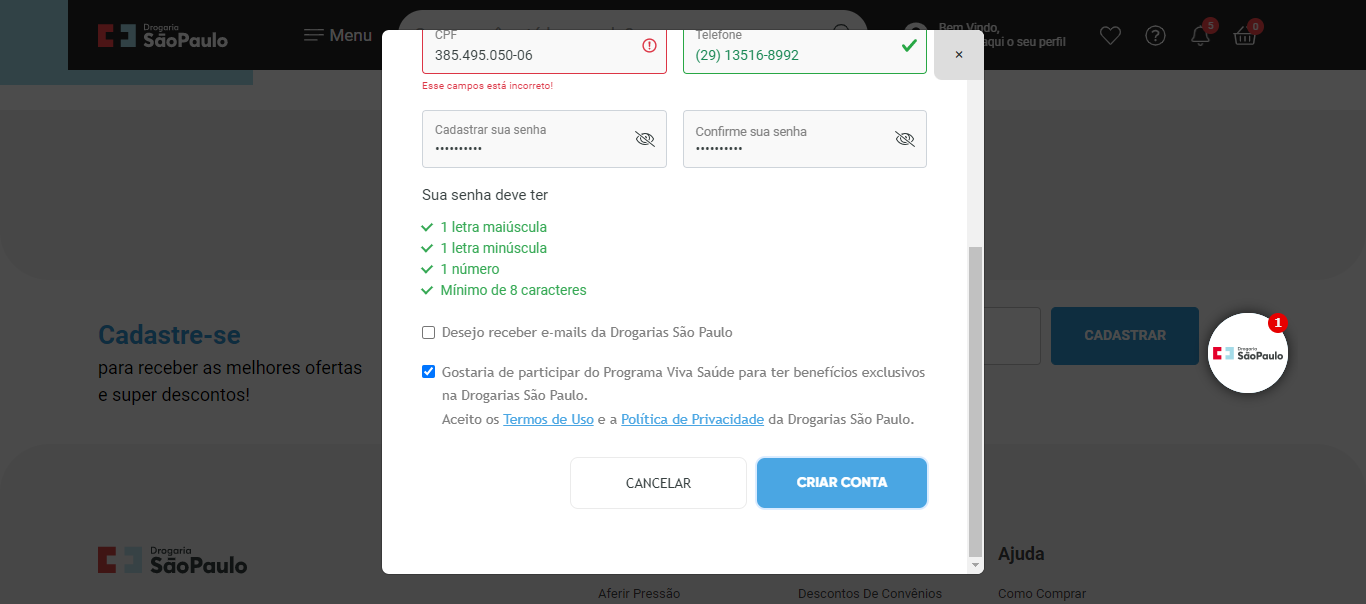 Drogaria
SãoPaulo
Menu
Bem Vindo,
aqui o seu perfil
5
0
CPF
385.495.050-06
Esse campos está incorreto!
Telefone
(29) 13516-8992
×
Cadastrar sua senha
••••••••••
Confirme sua senha
••••••••••
Sua senha deve ter
1 letra maiúscula
1 letra minúscula
1 número
Mínimo de 8 caracteres
Desejo receber e-mails da Drogarias São Paulo
Gostaria de participar do Programa Viva Saúde para ter benefícios exclusivos
na Drogarias São Paulo.
Aceito os Termos de Uso e a Política de Privacidade da Drogarias São Paulo.
CANCELAR
CRIAR CONTA
Cadastre-se
para receber as melhores ofertas
e super descontos!
CADASTRAR
1
Drogaria
SãoPaulo
Drogaria
SãoPaulo
Aferir Pressão
Descontos De Convênios
Ajuda
Como Comprar